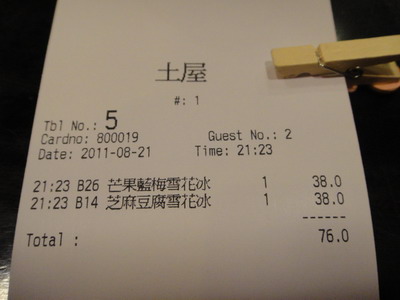 土屋
#: 1
Tbl No.: 5
Cardno: 800019 Guest No.: 2
Date: 2011-08-21 Time: 21:23
21:23 B26 芒果藍梅雪花冰 1 38.0
21:23 B14 芝麻豆腐雪花冰 1 38.0
------
Total : 76.0